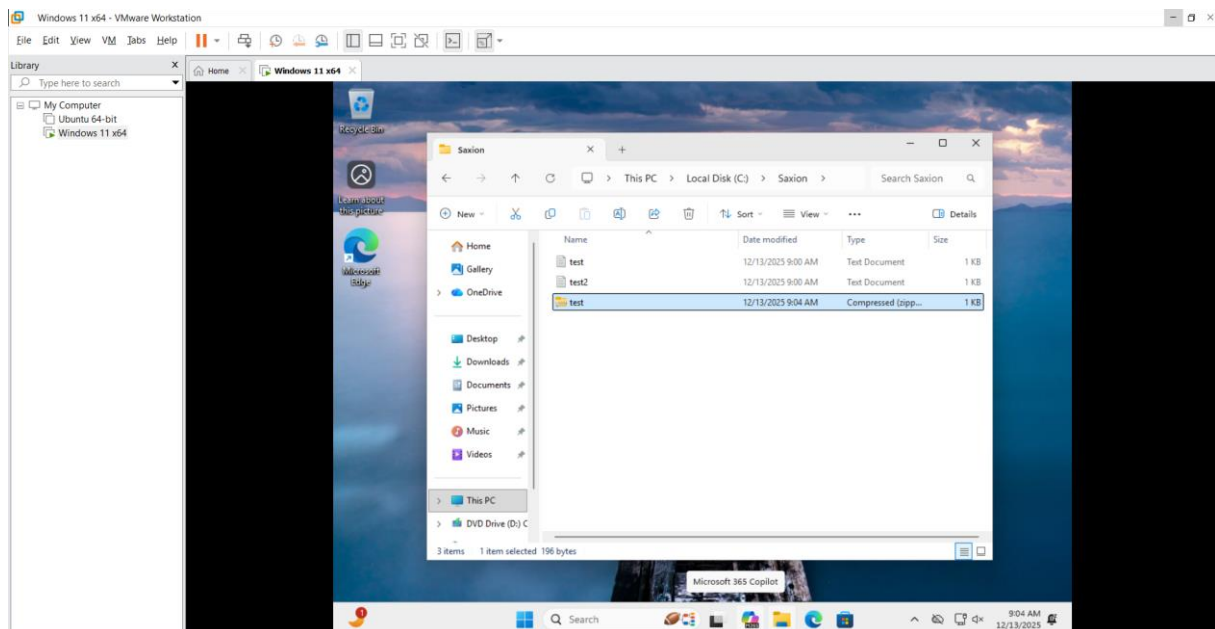 Windows 11 x64 - VMware Workstation
File Edit View VM Tabs Help
Library
Type here to search
My Computer
Ubuntu 64-bit
Windows 11 x64
Home
Windows 11 x64
Recycle Bin
Learn about
this picture
Microsoft
Edge
Saxion
This PC > Local Disk (C:) > Saxion >
Search Saxion
New
Sort
View
Details
Home
Gallery
OneDrive
Desktop
Downloads
Documents
Pictures
Music
Videos
This PC
DVD Drive (D:) C
Name Date modified Type Size
test 12/13/2025 9:00 AM Text Document 1 KB
test2 12/13/2025 9:00 AM Text Document 1 KB
test 12/13/2025 9:04 AM Compressed (zipp... 1 KB
3 items 1 item selected 196 bytes
Microsoft 365 Copilot
Search
9:04 AM
12/13/2025